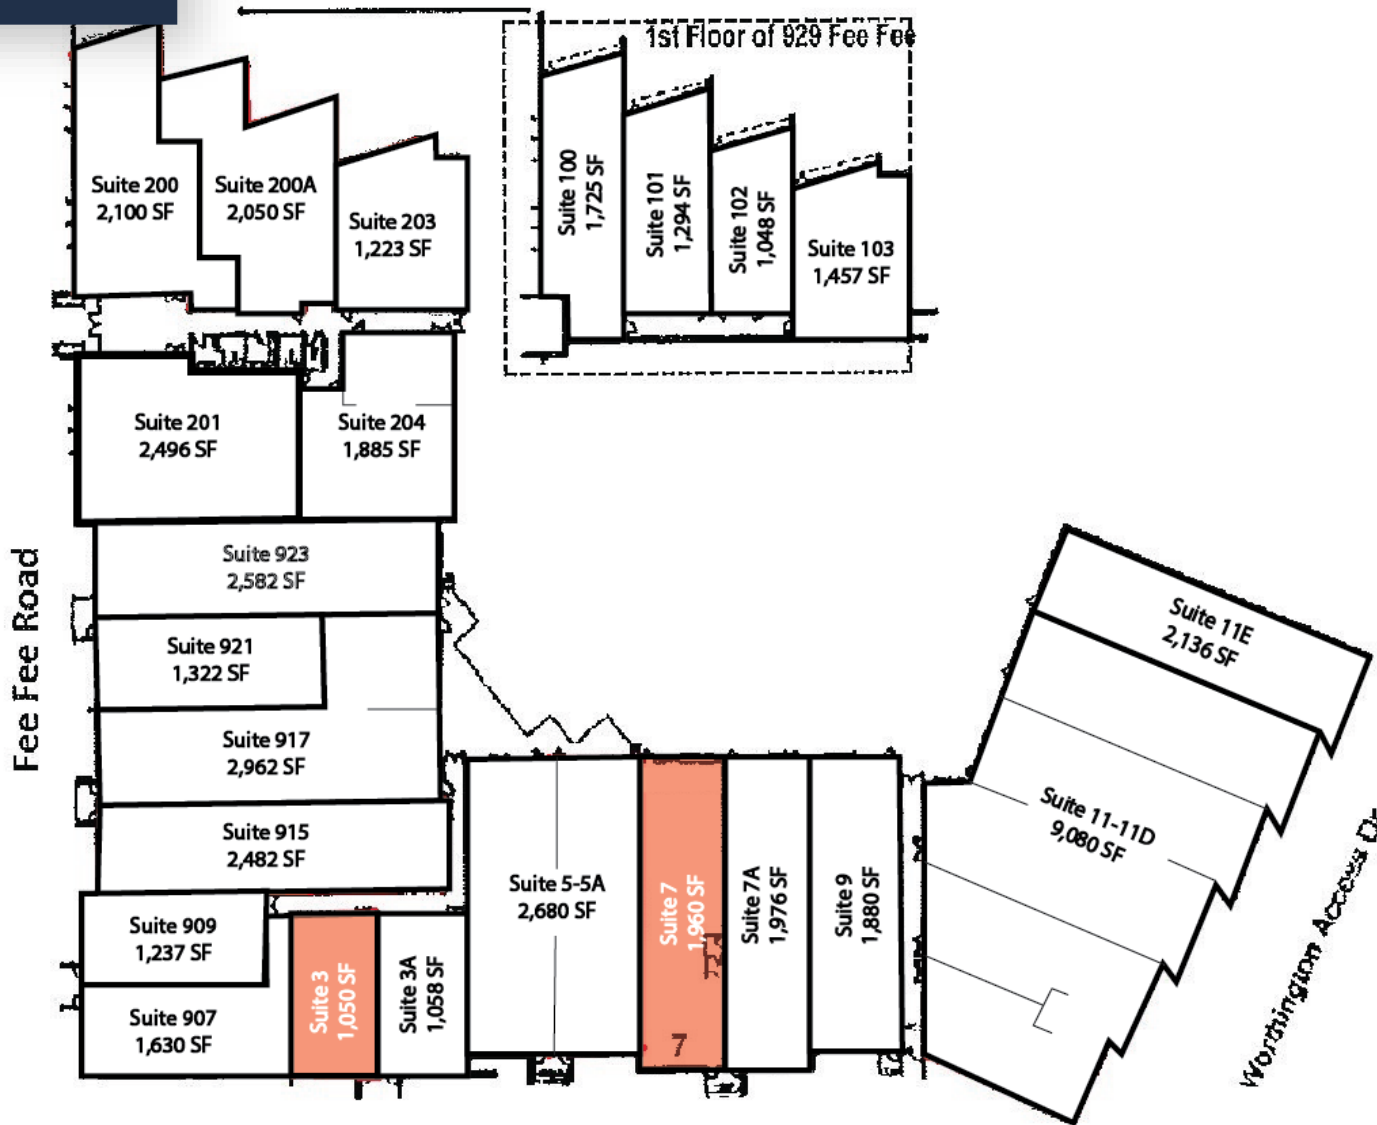 1st Floor of 929 Fee Fee
Suite 200
2,100 SF
Suite 200A
2,050 SF
Suite 203
1,223 SF
Suite 100
1,725 SF
Suite 101
1,294 SF
Suite 102
1,048 SF
Suite 103
1,457 SF
Suite 201
2,496 SF
Suite 204
1,885 SF
Fee Fee Road
Suite 923
2,582 SF
Suite 921
1,322 SF
Suite 917
2,962 SF
Suite 915
2,482 SF
Suite 909
1,237 SF
Suite 907
1,630 SF
Suite 3
1,050 SF
Suite 3A
1,058 SF
Suite 5-5A
2,680 SF
Suite 7
1,960 SF
7
Suite 7A
1,976 SF
Suite 9
1,880 SF
Suite 11E
2,136 SF
Suite 11-11D
9,080 SF
Worthington Access Dr